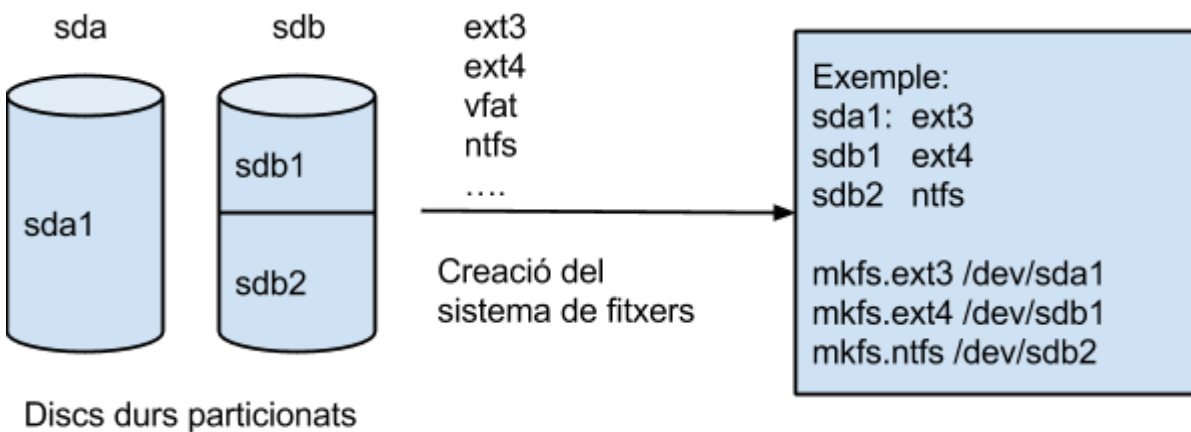 sda
sdb
sda1
sdb1
sdb2
Discs durs particionats
ext3
ext4
vfat
ntfs
....
Creació del
sistema de fitxers
Exemple:
sda1: ext3
sdb1 ext4
sdb2 ntfs
mkfs.ext3 /dev/sda1
mkfs.ext4 /dev/sdb1
mkfs.ntfs /dev/sdb2